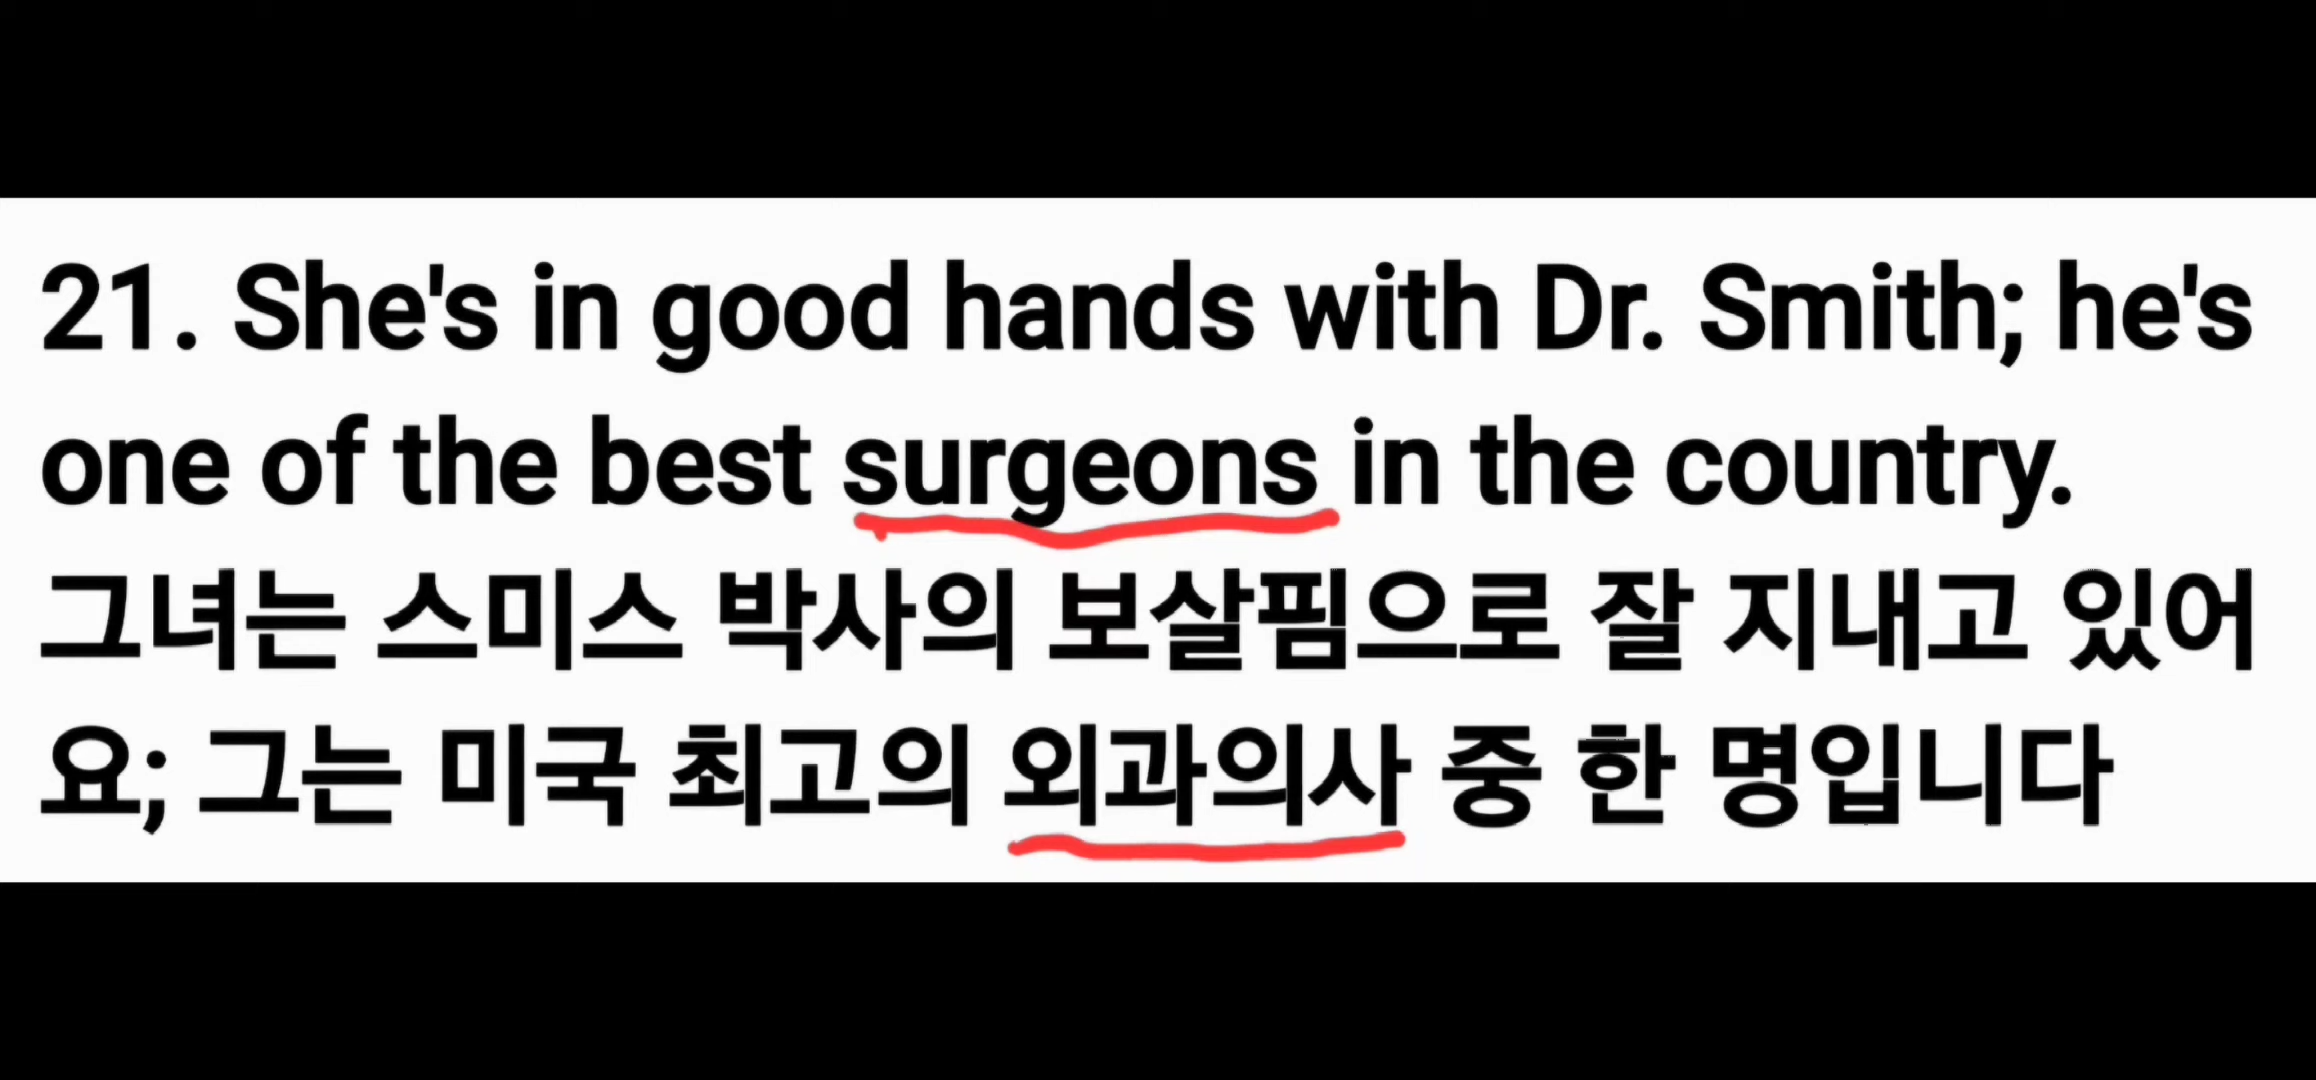 21. She's in good hands with Dr. Smith; he's
one of the best surgeons in the country.
그녀는 스미스 박사의 보살핌으로 잘 지내고 있어
요; 그는 미국 최고의 외과의사 중 한 명입니다